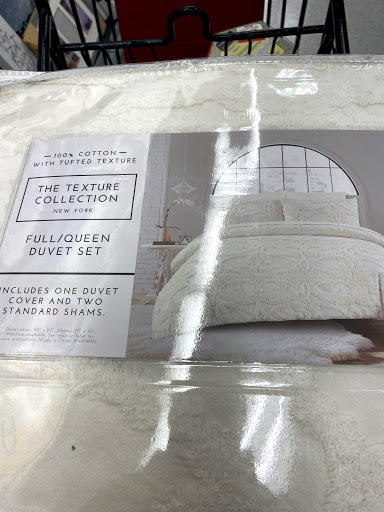 — 100% COTTON —
WITH TUFTED TEXTURE
THE TEXTURE
COLLECTION
NEW YORK
FULL/QUEEN
DUVET SET
INCLUDES ONE DUVET
COVER AND TWO
STANDARD SHAMS.